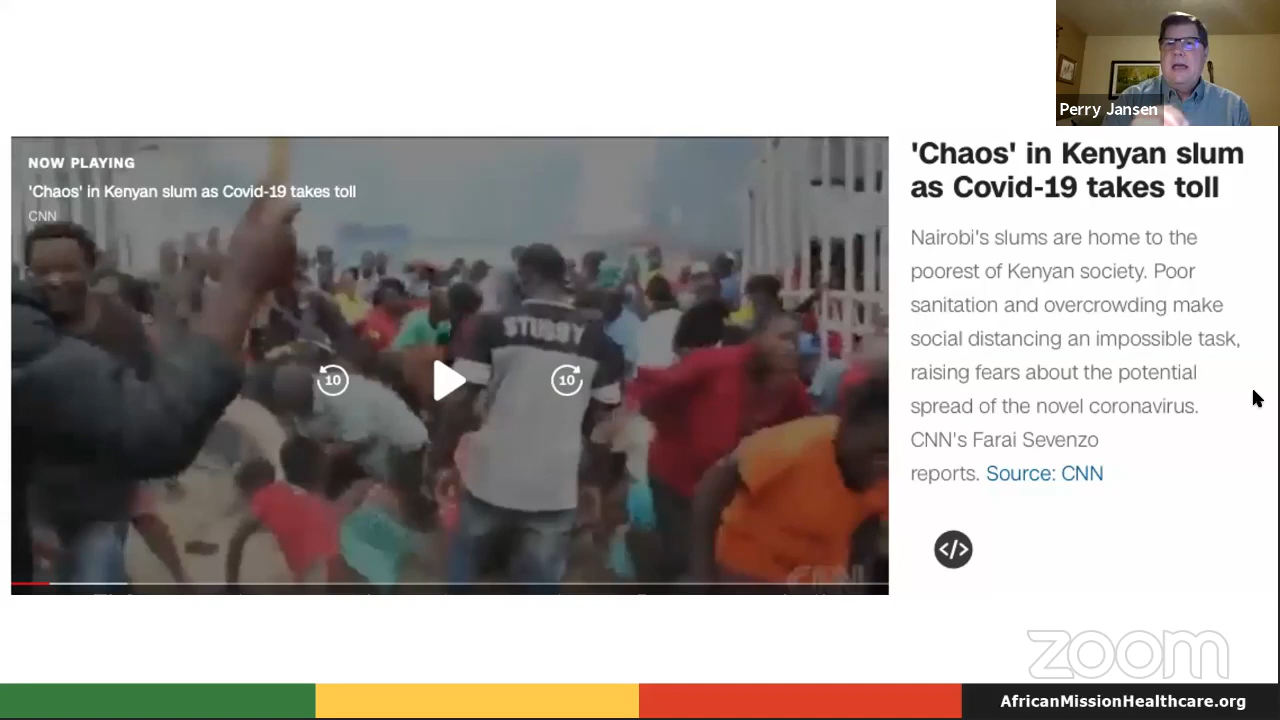 Perry Jansen
NOW PLAYING
'Chaos' in Kenyan slum as Covid-19 takes toll
CNN
STUSSY
10
10
CNN
'Chaos' in Kenyan slum
as Covid-19 takes toll
Nairobi's slums are home to the
poorest of Kenyan society. Poor
sanitation and overcrowding make
social distancing an impossible task,
raising fears about the potential
spread of the novel coronavirus.
CNN's Farai Sevenzo
reports. Source: CNN
</>
zoom
AfricanMissionHealthcare.org